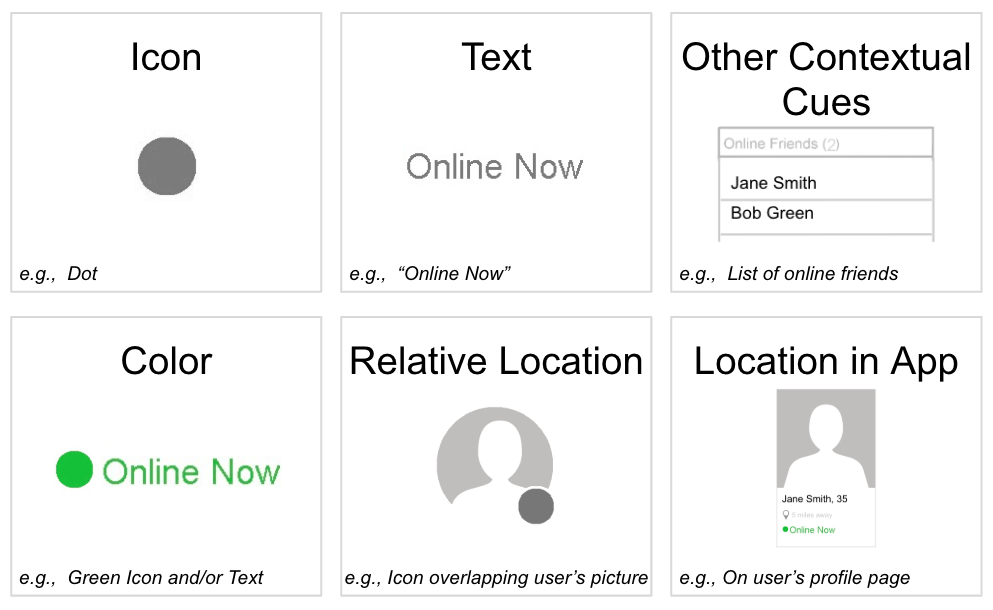 Icon
e.g., Dot
Text
Online Now
e.g., “Online Now”
Other Contextual
Cues
Online Friends (2)
Jane Smith
Bob Green
e.g., List of online friends
Color
Online Now
e.g., Green Icon and/or Text
Relative Location
e.g., Icon overlapping user’s picture
Location in App
Jane Smith, 35
5 miles away
Online Now
e.g., On user’s profile page